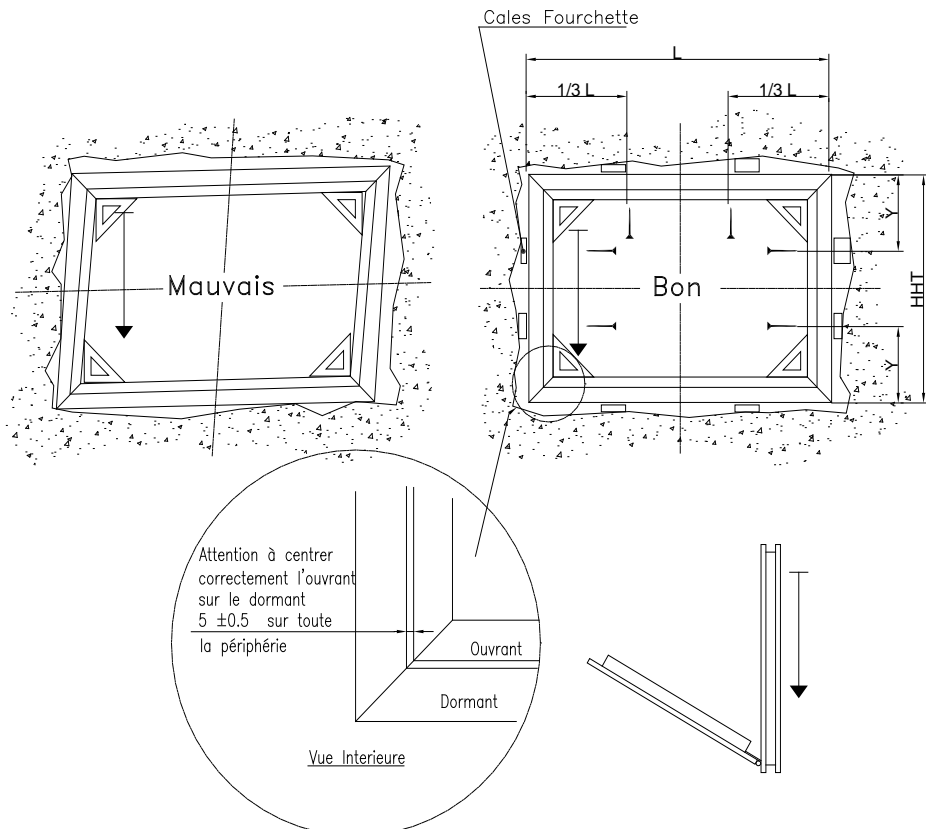 Cales Fourchette
L
1/3 L
1/3 L
Mauvais
Bon
Y
HHT
Y
Attention à centrer
correctement l'ouvrant
sur le dormant
5 ±0.5 sur toute
la périphérie
Ouvrant
Dormant
Vue Interieure